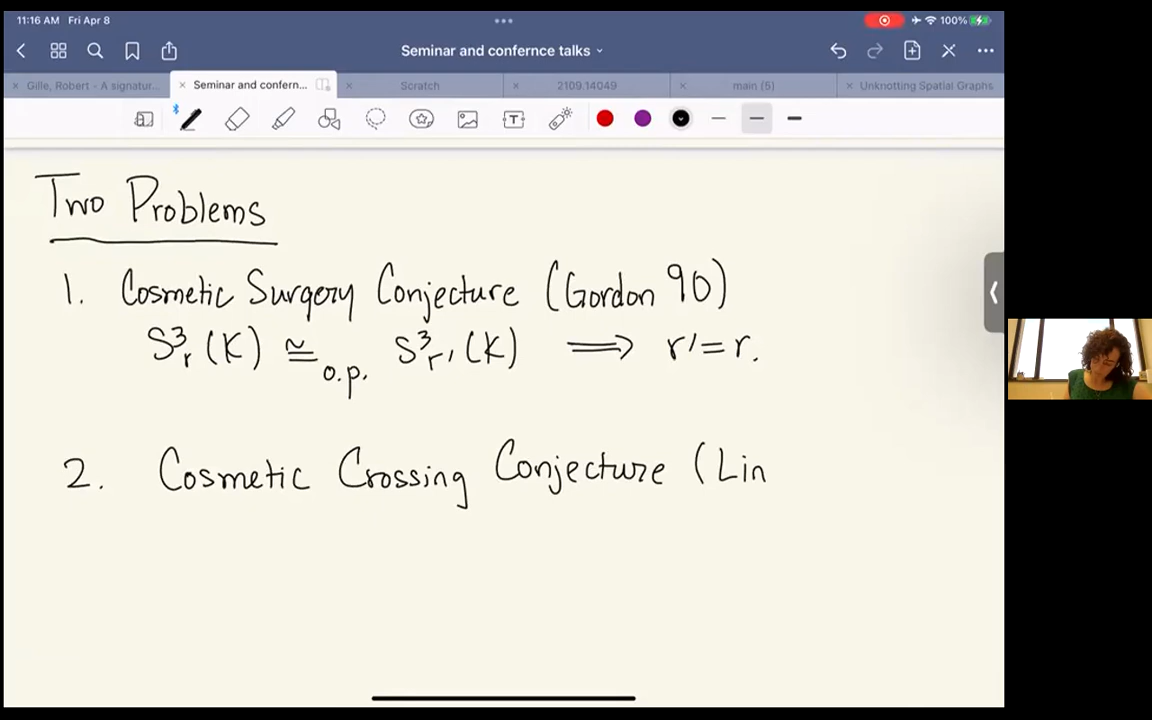 11:16 AM Fri Apr 8
100%
Seminar and confernce talks
Gille, Robert - A signatur...
Seminar and confern...
Scratch
2109.14049
main (5)
Unknotting Spatial Graphs
Two Problems
1. Cosmetic Surgery Conjecture (Gordon 90)
S³ᵣ(K) ≅ₒ.ₚ. S³ᵣ′(K) ⟹ r′=r.
2. Cosmetic Crossing Conjecture (Lin